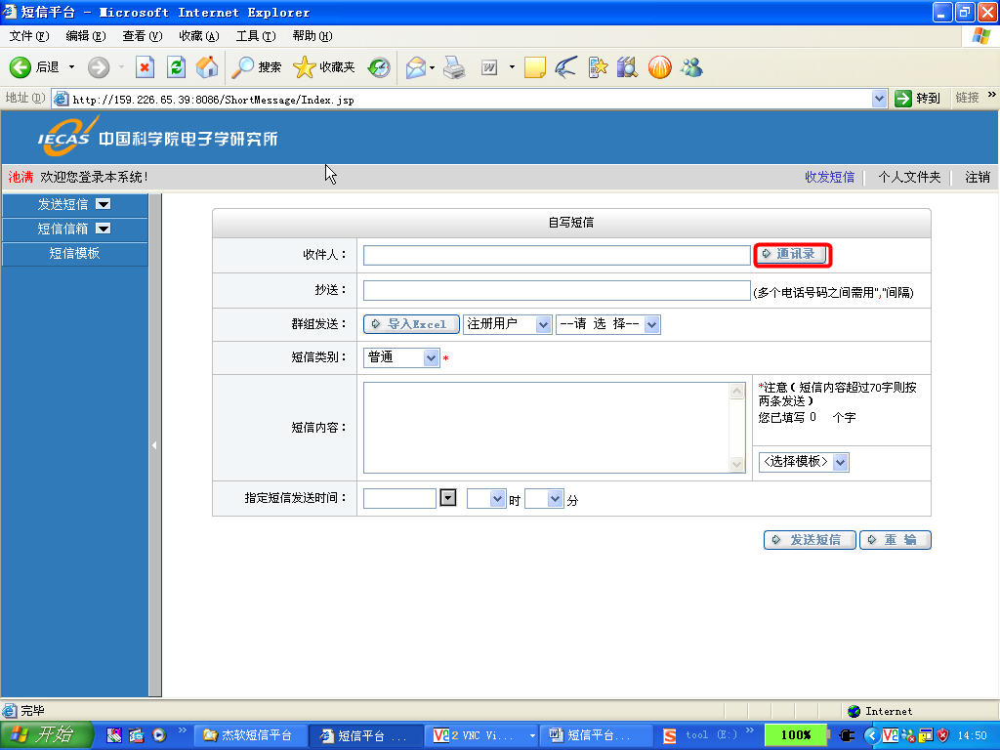 短信平台 - Microsoft Internet Explorer
文件(F) 编辑(E) 查看(V) 收藏(A) 工具(T) 帮助(H)
后退 搜索 收藏夹
地址(D) http://159.226.65.39:8086/ShortMessage/Index.jsp 转到 链接 »
IECAS 中国科学院电子学研究所
池满 欢迎您登录本系统! 收发短信 个人文件夹 注销
发送短信
短信信箱
短信模板
自写短信
收件人: 通讯录
抄送: (多个电话号码之间需用","间隔)
群组发送: 导入Excel 注册用户 --请 选 择--
短信类别: 普通 *
短信内容:
*注意(短信内容超过70字则按
两条发送)
您已填写 0 个字
<选择模板>
指定短信发送时间: 时 分
发送短信 重 输
完毕 Internet
开始 » 杰软短信平台 短信平台 ... V2 VNC Vi... 短信平台... tool (E:) » 100% 14:50